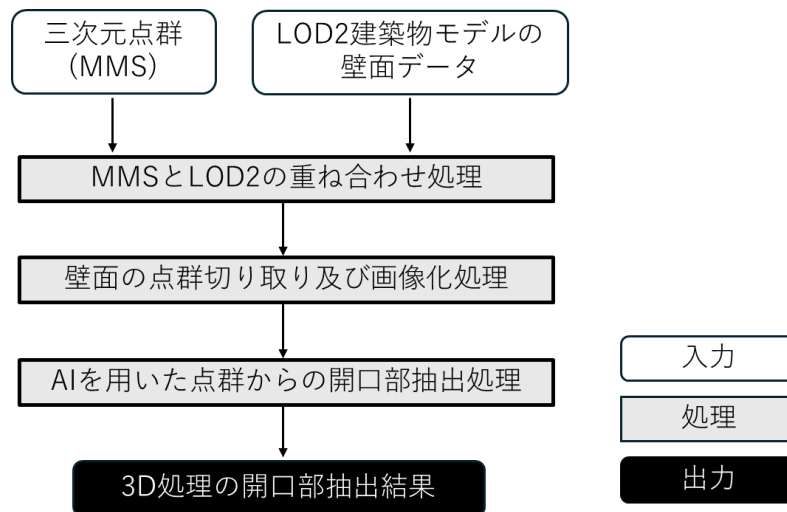 三次元点群
(MMS)
LOD2建築物モデルの
壁面データ
MMSとLOD2の重ね合わせ処理
壁面の点群切り取り及び画像化処理
AIを用いた点群からの開口部抽出処理
3D処理の開口部抽出結果
入力
処理
出力